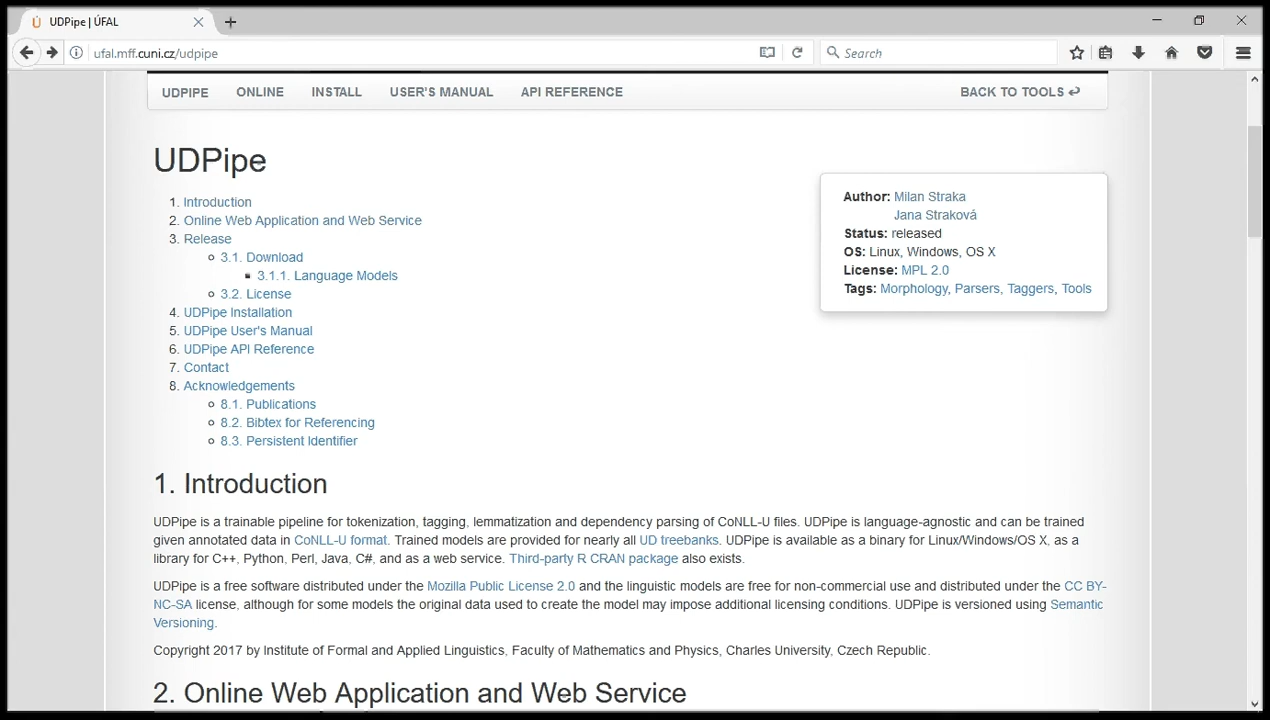 UDPipe | ÚFAL
ufal.mff.cuni.cz/udpipe
Search
UDPIPE ONLINE INSTALL USER'S MANUAL API REFERENCE BACK TO TOOLS
UDPipe
1. Introduction
2. Online Web Application and Web Service
3. Release
3.1. Download
3.1.1. Language Models
3.2. License
4. UDPipe Installation
5. UDPipe User's Manual
6. UDPipe API Reference
7. Contact
8. Acknowledgements
8.1. Publications
8.2. Bibtex for Referencing
8.3. Persistent Identifier
Author: Milan Straka
Jana Straková
Status: released
OS: Linux, Windows, OS X
License: MPL 2.0
Tags: Morphology, Parsers, Taggers, Tools
1. Introduction
UDPipe is a trainable pipeline for tokenization, tagging, lemmatization and dependency parsing of CoNLL-U files. UDPipe is language-agnostic and can be trained
given annotated data in CoNLL-U format. Trained models are provided for nearly all UD treebanks. UDPipe is available as a binary for Linux/Windows/OS X, as a
library for C++, Python, Perl, Java, C#, and as a web service. Third-party R CRAN package also exists.
UDPipe is a free software distributed under the Mozilla Public License 2.0 and the linguistic models are free for non-commercial use and distributed under the CC BY-
NC-SA license, although for some models the original data used to create the model may impose additional licensing conditions. UDPipe is versioned using Semantic
Versioning.
Copyright 2017 by Institute of Formal and Applied Linguistics, Faculty of Mathematics and Physics, Charles University, Czech Republic.
2. Online Web Application and Web Service